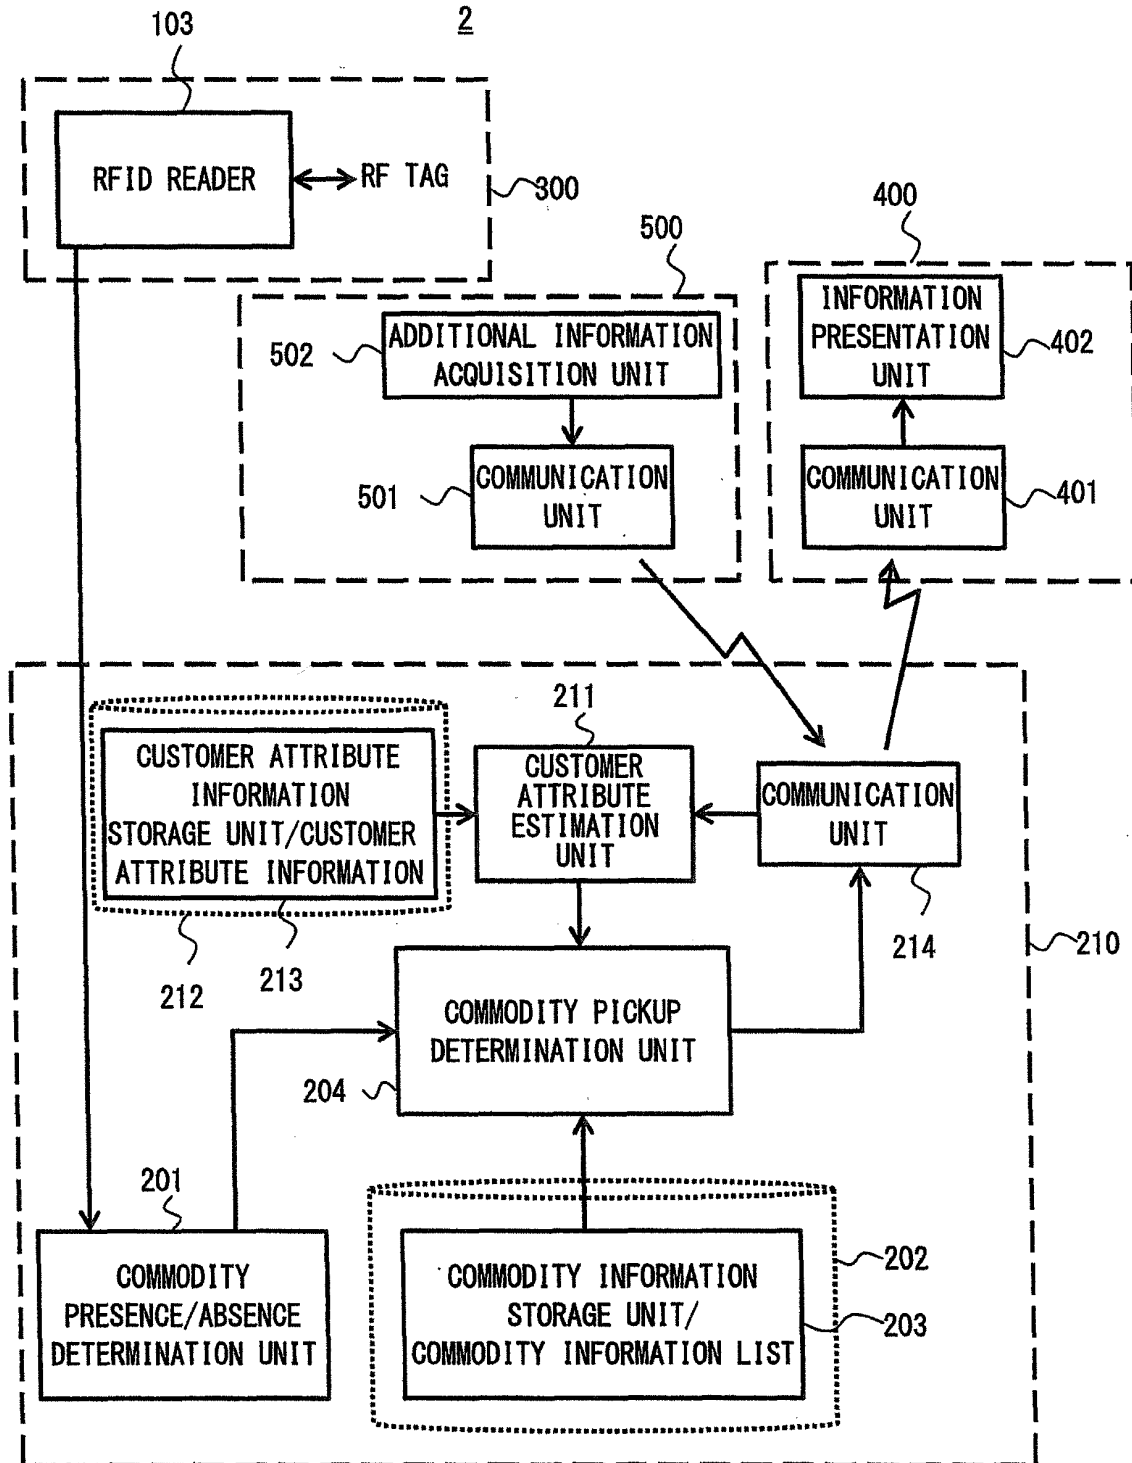 2
103
RFID READER
RF TAG
300
400
500
502
ADDITIONAL INFORMATION
ACQUISITION UNIT
INFORMATION
PRESENTATION
UNIT
402
501
COMMUNICATION
UNIT
COMMUNICATION
UNIT
401
211
CUSTOMER ATTRIBUTE
INFORMATION
STORAGE UNIT/CUSTOMER
ATTRIBUTE INFORMATION
CUSTOMER
ATTRIBUTE
ESTIMATION
UNIT
COMMUNICATION
UNIT
212
213
214
210
COMMODITY PICKUP
DETERMINATION UNIT
204
201
COMMODITY
PRESENCE/ABSENCE
DETERMINATION UNIT
COMMODITY INFORMATION
STORAGE UNIT/
COMMODITY INFORMATION LIST
202
203